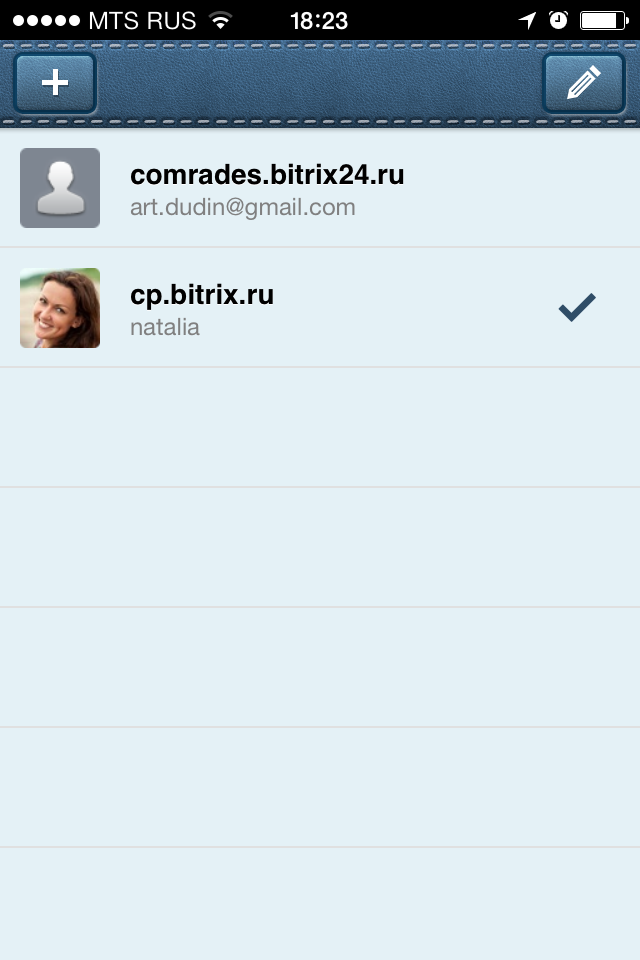 MTS RUS 18:23
comrades.bitrix24.ru
art.dudin@gmail.com
cp.bitrix.ru
natalia